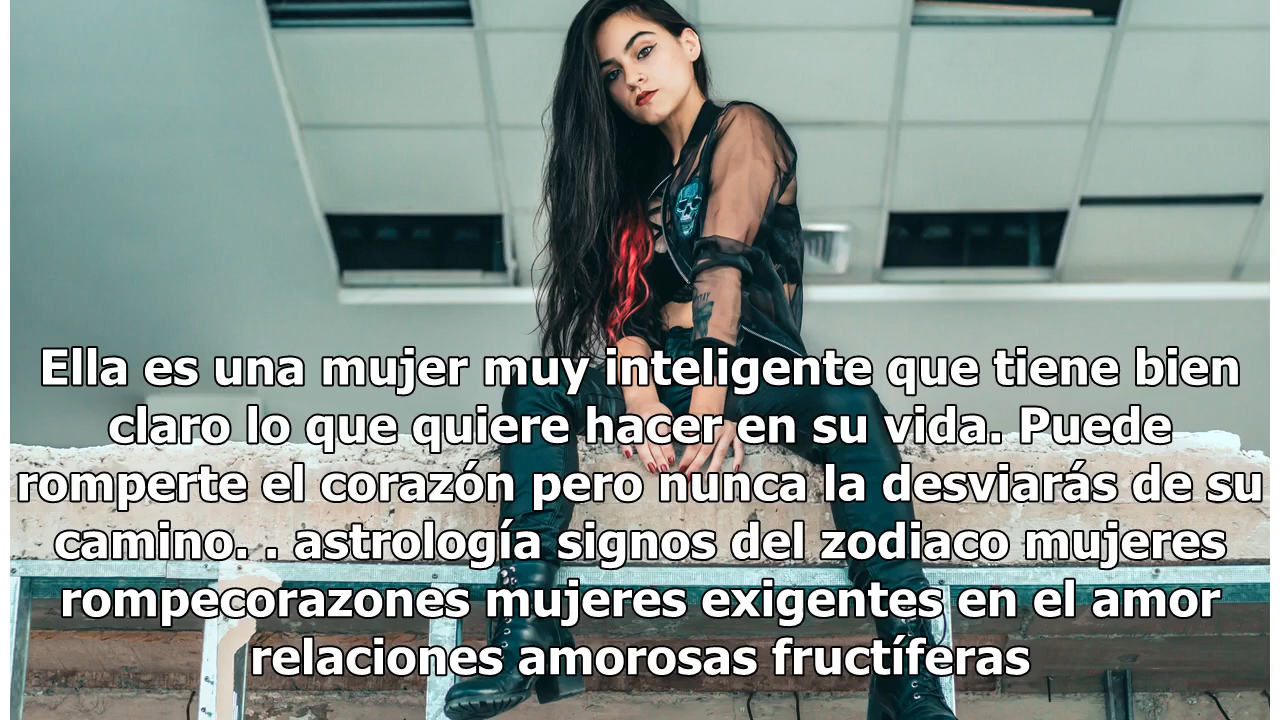 Ella es una mujer muy inteligente que tiene bien
claro lo que quiere hacer en su vida. Puede
romperte el corazón pero nunca la desviarás de su
camino. . astrología signos del zodiaco mujeres
rompecorazones mujeres exigentes en el amor
relaciones amorosas fructíferas